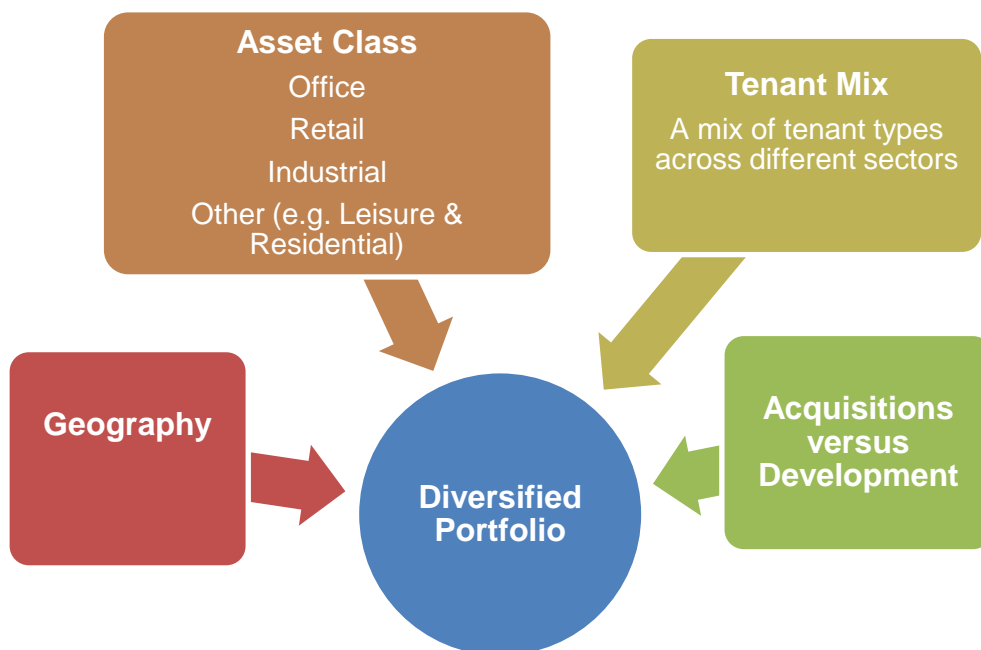 Asset Class
Office
Retail
Industrial
Other (e.g. Leisure &
Residential)
Tenant Mix
A mix of tenant types
across different sectors
Geography
Acquisitions
versus
Development
Diversified
Portfolio